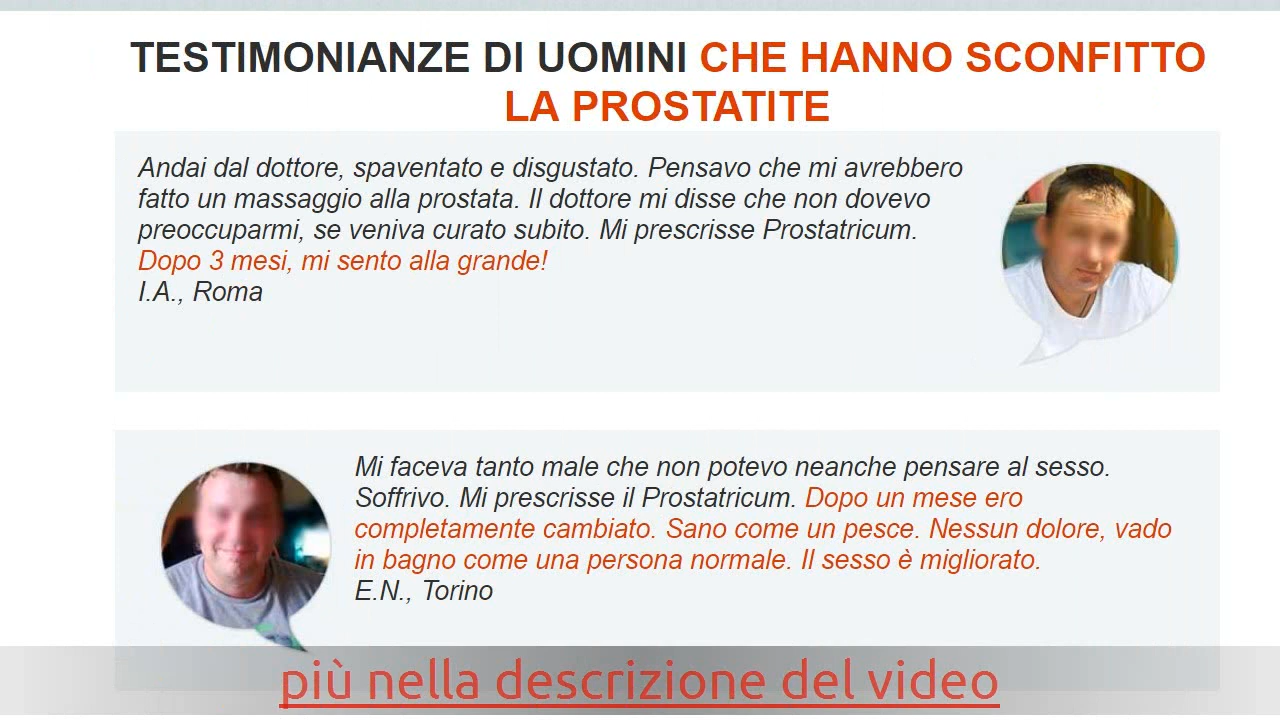 TESTIMONIANZE DI UOMINI CHE HANNO SCONFITTO
LA PROSTATITE
Andai dal dottore, spaventato e disgustato. Pensavo che mi avrebbero
fatto un massaggio alla prostata. Il dottore mi disse che non dovevo
preoccuparmi, se veniva curato subito. Mi prescrisse Prostatricum.
Dopo 3 mesi, mi sento alla grande!
I.A., Roma
Mi faceva tanto male che non potevo neanche pensare al sesso.
Soffrivo. Mi prescrisse il Prostatricum. Dopo un mese ero
completamente cambiato. Sano come un pesce. Nessun dolore, vado
in bagno come una persona normale. Il sesso è migliorato.
E.N., Torino
più nella descrizione del video